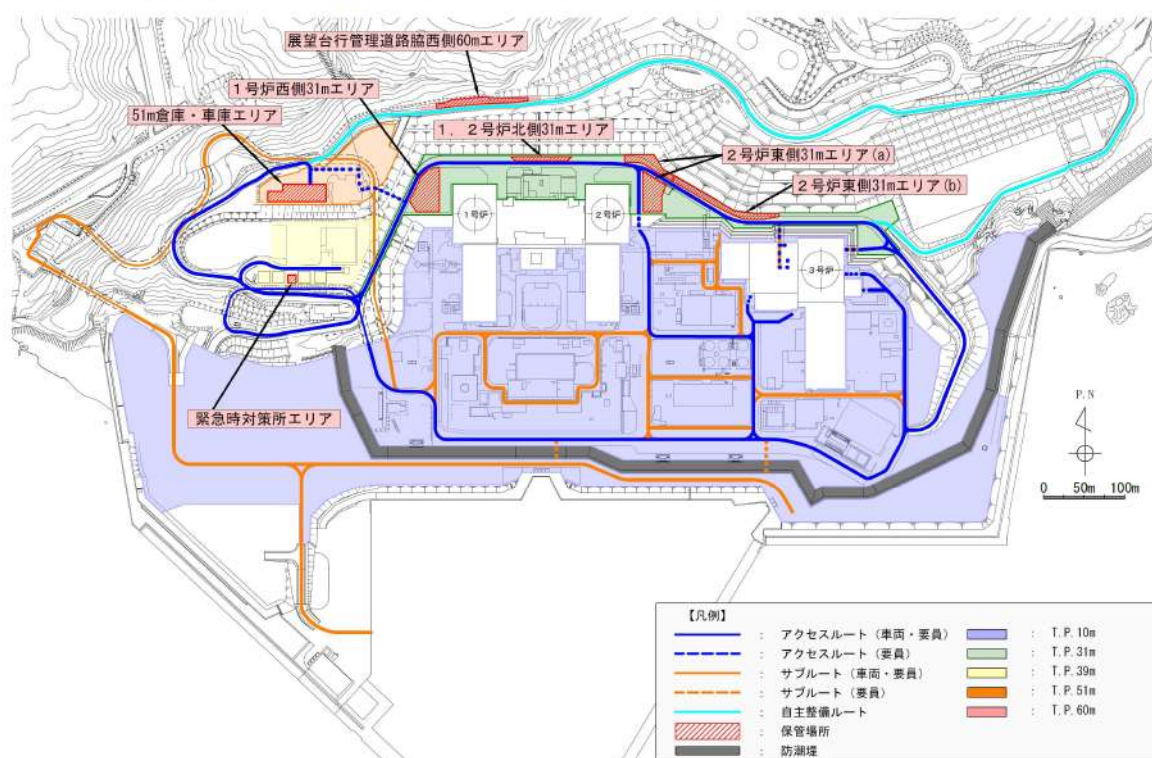 展望台行管理道路脇西側60mエリア
1号炉西側31mエリア
51m倉庫・車庫エリア
1，2号炉北側31mエリア
2号炉東側31mエリア(a)
2号炉東側31mエリア(b)
1号炉
2号炉
3号炉
緊急時対策所エリア
P.N
0 50m 100m
【凡例】
： アクセスルート（車両・要員）
： アクセスルート（要員）
： サブルート（車両・要員）
： サブルート（要員）
： 自主整備ルート
： 保管場所
： 防潮堤
： T.P.10m
： T.P.31m
： T.P.39m
： T.P.51m
： T.P.60m